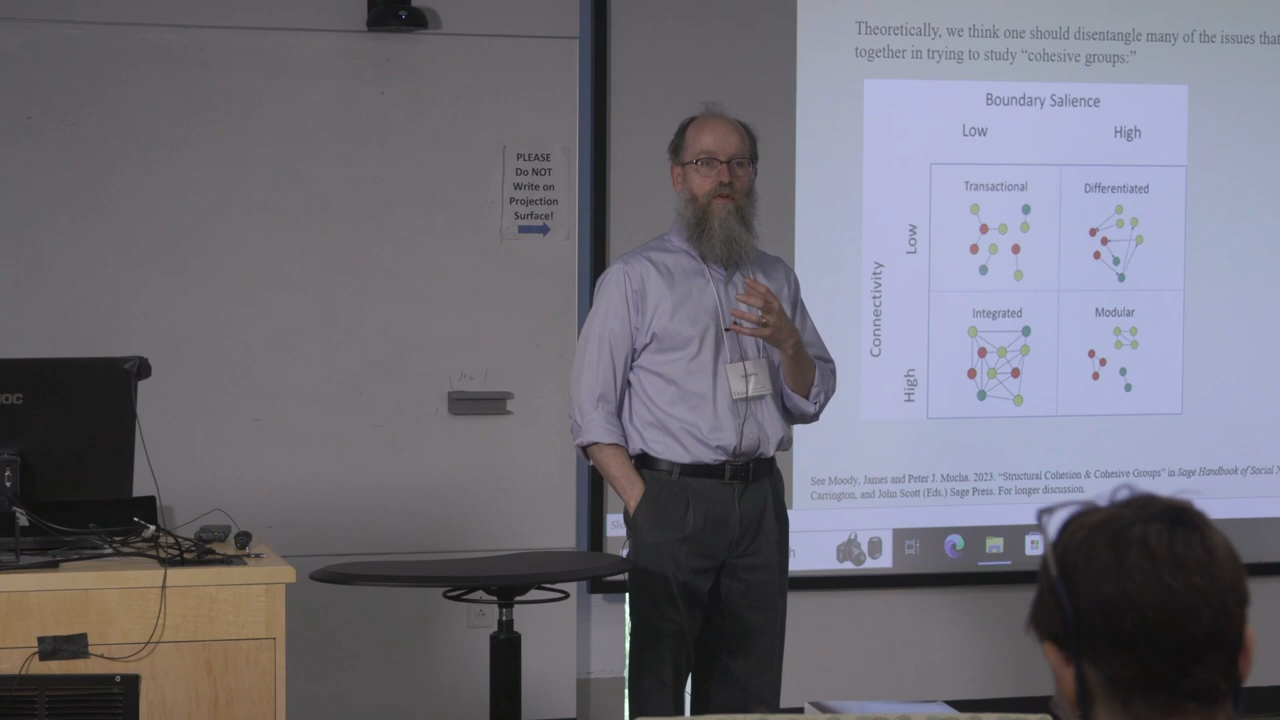 PLEASE
Do NOT
Write on
Projection
Surface!
Theoretically, we think one should disentangle many of the issues that
together in trying to study “cohesive groups:”
Boundary Salience
Low
High
Connectivity
Low
High
Transactional
Differentiated
Integrated
Modular
See Moody, James and Peter J. Mucha. 2023. “Structural Cohesion & Cohesive Groups” in Sage Handbook of Social N
Carrington, and John Scott (Eds.) Sage Press. For longer discussion.